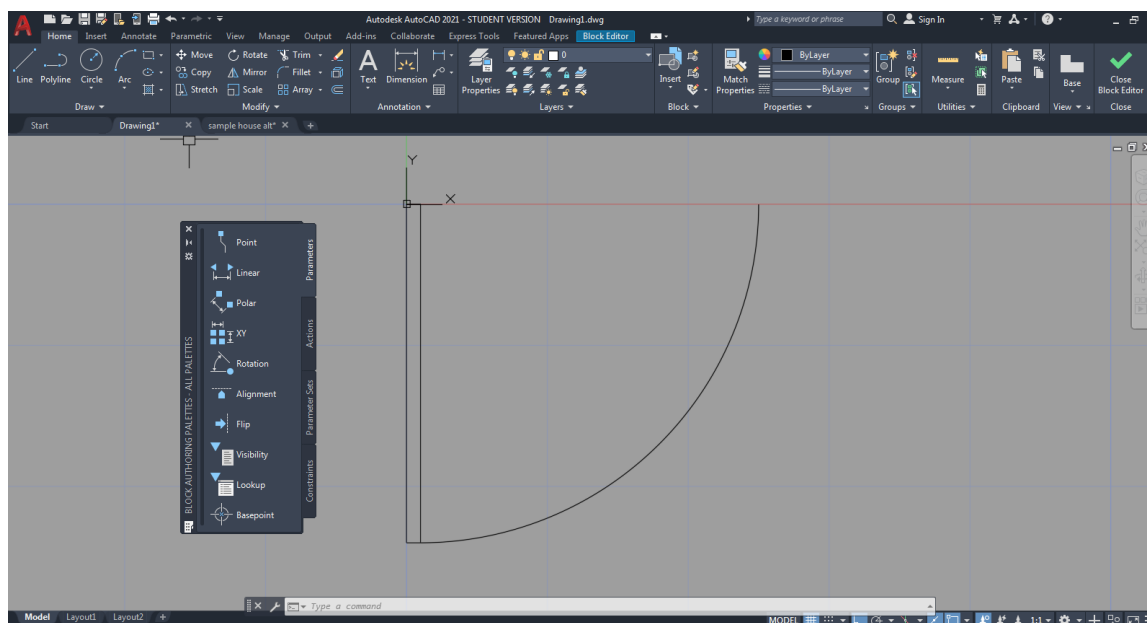 Autodesk AutoCAD 2021 - STUDENT VERSION Drawing1.dwg
Type a keyword or phrase
Sign In
Home Insert Annotate Parametric View Manage Output Add-ins Collaborate Express Tools Featured Apps Block Editor
Move Rotate Trim
Copy Mirror Fillet
Stretch Scale Array
Line Polyline Circle Arc
Text Dimension
Layer Properties
0
Insert
Match Properties
ByLayer
ByLayer
ByLayer
Group
Measure
Paste
Base
Close Block Editor
Draw Modify Annotation Layers Block Properties Groups Utilities Clipboard View Close
Start Drawing1* sample house alt*
Y
X
Point
Linear
Polar
XY
Rotation
Alignment
Flip
Visibility
Lookup
Basepoint
Parameters
Actions
Parameter Sets
Constraints
BLOCK AUTHORING PALETTES - ALL PALETTES
Type a command
Model Layout1 Layout2
MODEL
1:1